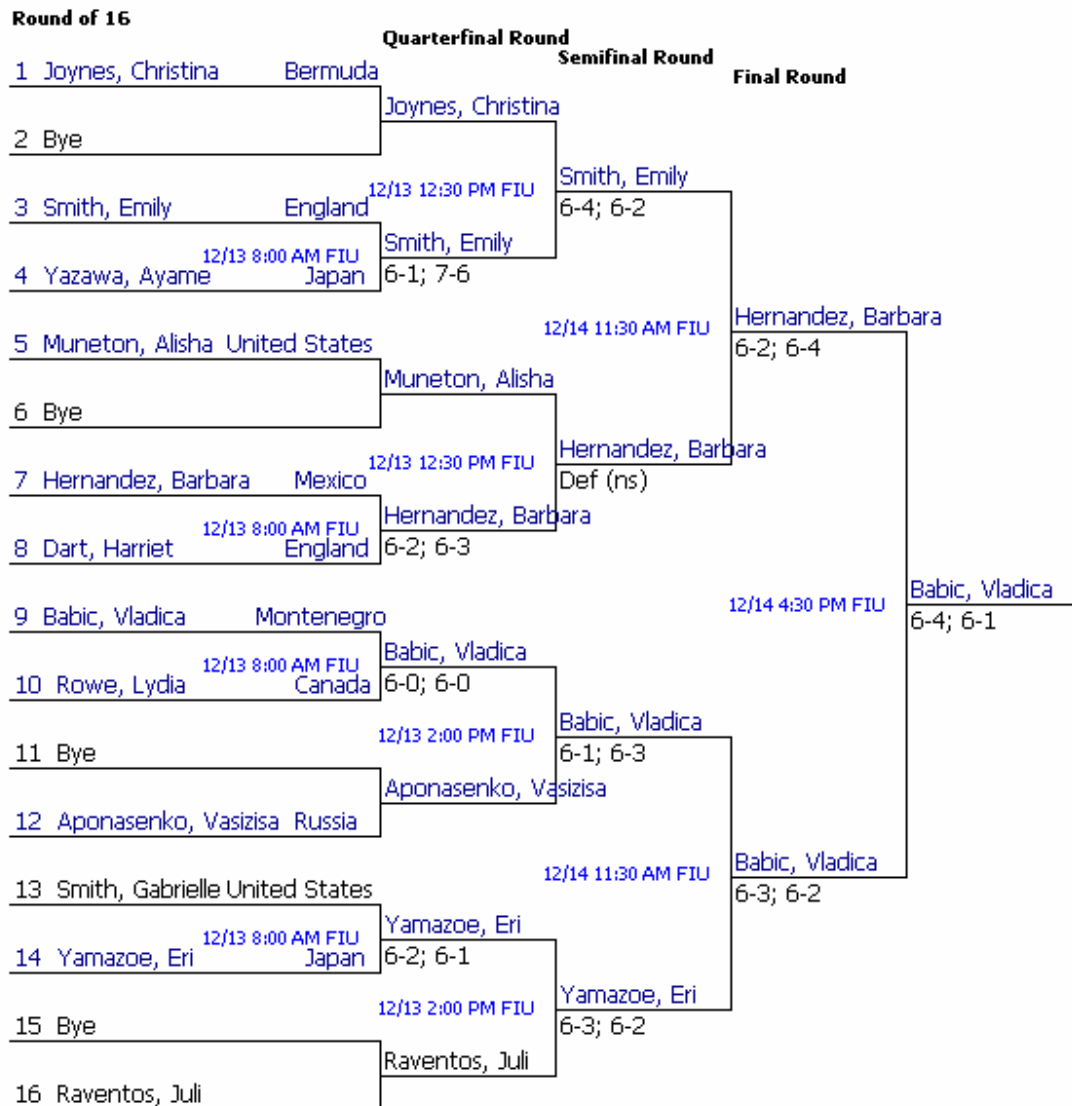 Round of 16
Quarterfinal Round
Semifinal Round
Final Round
1 Joynes, Christina Bermuda
Joynes, Christina
2 Bye
12/13 12:30 PM FIU
Smith, Emily
6-4; 6-2
3 Smith, Emily England
12/13 8:00 AM FIU
Smith, Emily
6-1; 7-6
4 Yazawa, Ayame Japan
12/14 11:30 AM FIU
Hernandez, Barbara
6-2; 6-4
5 Muneton, Alisha United States
Muneton, Alisha
6 Bye
12/13 12:30 PM FIU
Hernandez, Barbara
Def (ns)
7 Hernandez, Barbara Mexico
12/13 8:00 AM FIU
Hernandez, Barbara
6-2; 6-3
8 Dart, Harriet England
12/14 4:30 PM FIU
Babic, Vladica
6-4; 6-1
9 Babic, Vladica Montenegro
12/13 8:00 AM FIU
Babic, Vladica
6-0; 6-0
10 Rowe, Lydia Canada
12/13 2:00 PM FIU
Babic, Vladica
6-1; 6-3
11 Bye
Aponasenko, Vasizisa
12 Aponasenko, Vasizisa Russia
12/14 11:30 AM FIU
Babic, Vladica
6-3; 6-2
13 Smith, Gabrielle United States
12/13 8:00 AM FIU
Yamazoe, Eri
6-2; 6-1
14 Yamazoe, Eri Japan
12/13 2:00 PM FIU
Yamazoe, Eri
6-3; 6-2
15 Bye
Raventos, Juli
16 Raventos, Juli